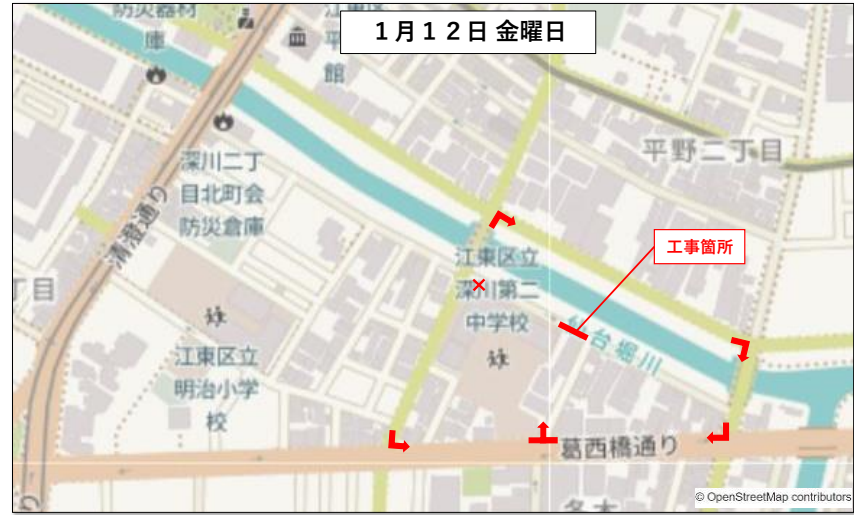 防災器材
庫
江東区
平
館
1月12日 金曜日
平野二丁目
深川二丁
目北町会
防災倉庫
清澄通り
工事箇所
江東区立
深川第二
中学校
丁目
仙台堀川
江東区立
明治小学
校
葛西橋通り
り
© OpenStreetMap contributors